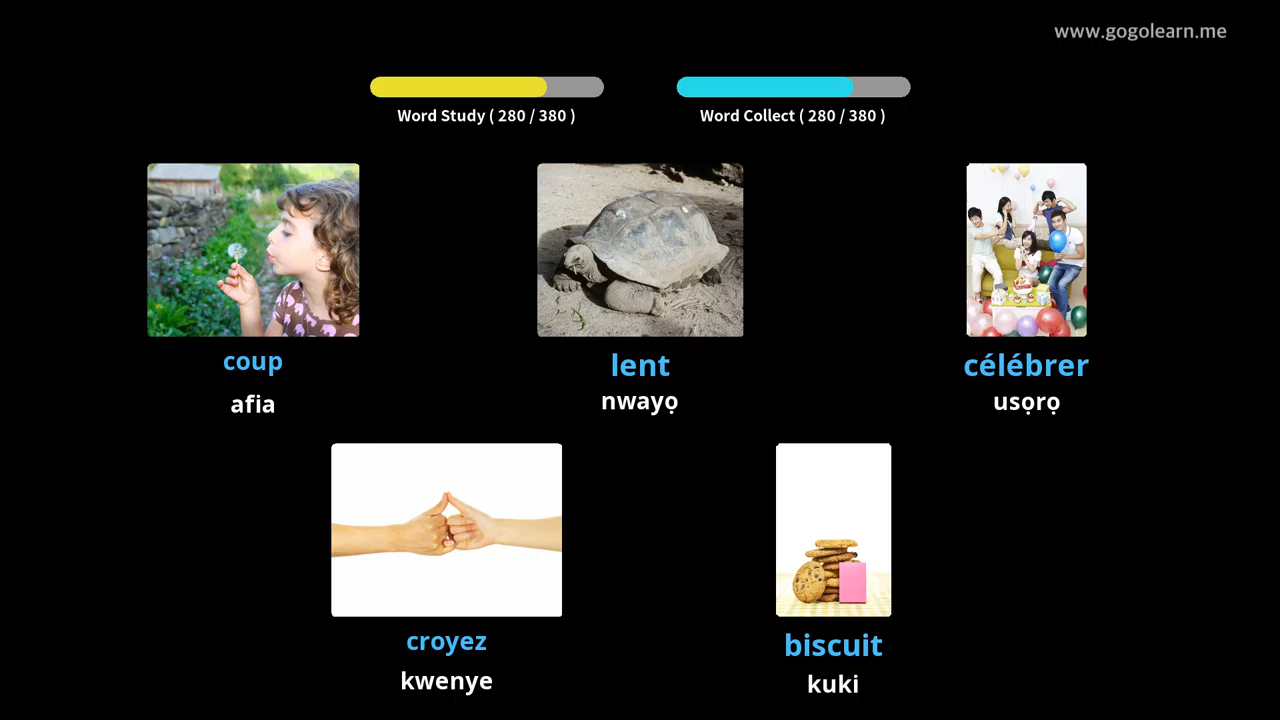 www.gogolearn.me
Word Study ( 280 / 380 )
Word Collect ( 280 / 380 )
coup
afia
lent
nwayọ
célébrer
usọrọ
croyez
kwenye
biscuit
kuki